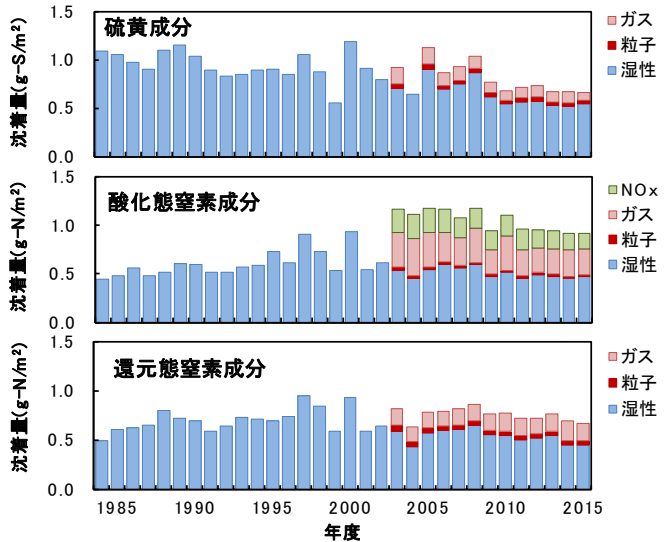 硫黄成分
沈着量(g-S/m²)
1.5
1.0
0.5
0.0
ガス
粒子
湿性
酸化態窒素成分
沈着量(g-N/m²)
1.5
1.0
0.5
0.0
NOx
ガス
粒子
湿性
還元態窒素成分
沈着量(g-N/m²)
1.5
1.0
0.5
0.0
ガス
粒子
湿性
1985 1990 1995 2000 2005 2010 2015
年度